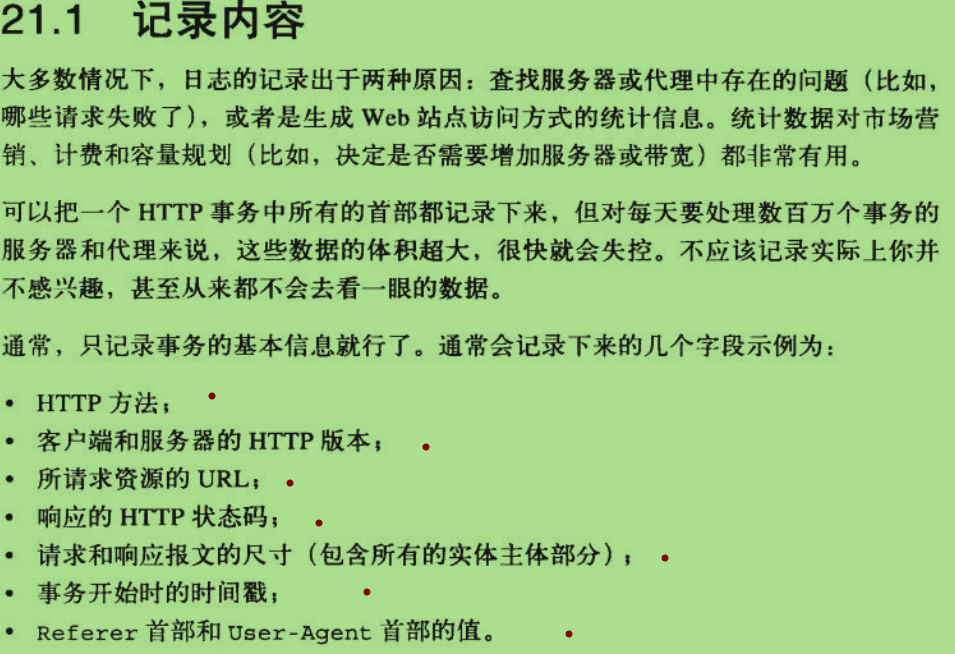 21.1 记录内容
大多数情况下，日志的记录出于两种原因：查找服务器或代理中存在的问题（比如，
哪些请求失败了），或者是生成 Web 站点访问方式的统计信息。统计数据对市场营
销、计费和容量规划（比如，决定是否需要增加服务器或带宽）都非常有用。
可以把一个 HTTP 事务中所有的首部都记录下来，但对每天要处理数百万个事务的
服务器和代理来说，这些数据的体积超大，很快就会失控。不应该记录实际上你并
不感兴趣，甚至从来都不会去看一眼的数据。
通常，只记录事务的基本信息就行了。通常会记录下来的几个字段示例为：
• HTTP 方法；
• 客户端和服务器的 HTTP 版本；
• 所请求资源的 URL；
• 响应的 HTTP 状态码；
• 请求和响应报文的尺寸（包含所有的实体主体部分）；
• 事务开始时的时间戳；
• Referer 首部和 User-Agent 首部的值。